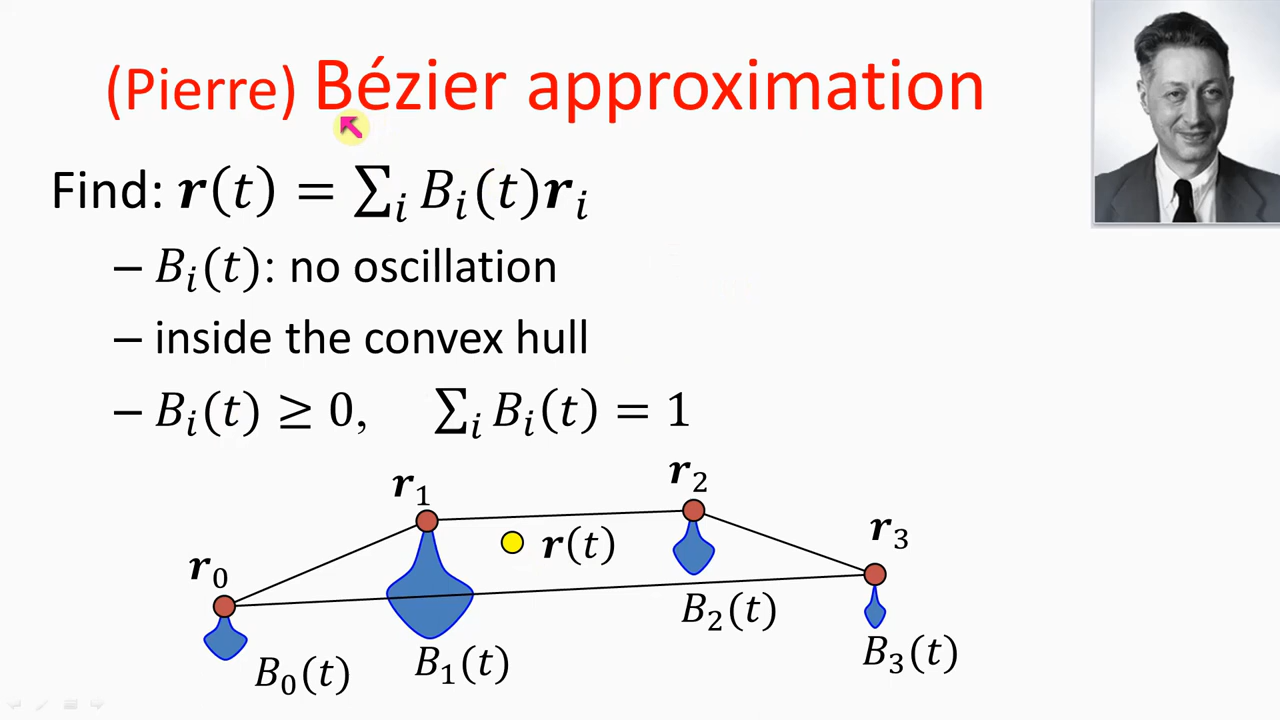 (Pierre) Bézier approximation
Find: 𝒓(𝑡) = ∑ᵢ 𝐵ᵢ(𝑡)𝒓ᵢ
– 𝐵ᵢ(𝑡): no oscillation
– inside the convex hull
– 𝐵ᵢ(𝑡) ≥ 0, ∑ᵢ 𝐵ᵢ(𝑡) = 1
𝒓₂
𝒓₁
𝒓₃
𝒓(𝑡)
𝒓₀
𝐵₂(𝑡)
𝐵₃(𝑡)
𝐵₁(𝑡)
𝐵₀(𝑡)